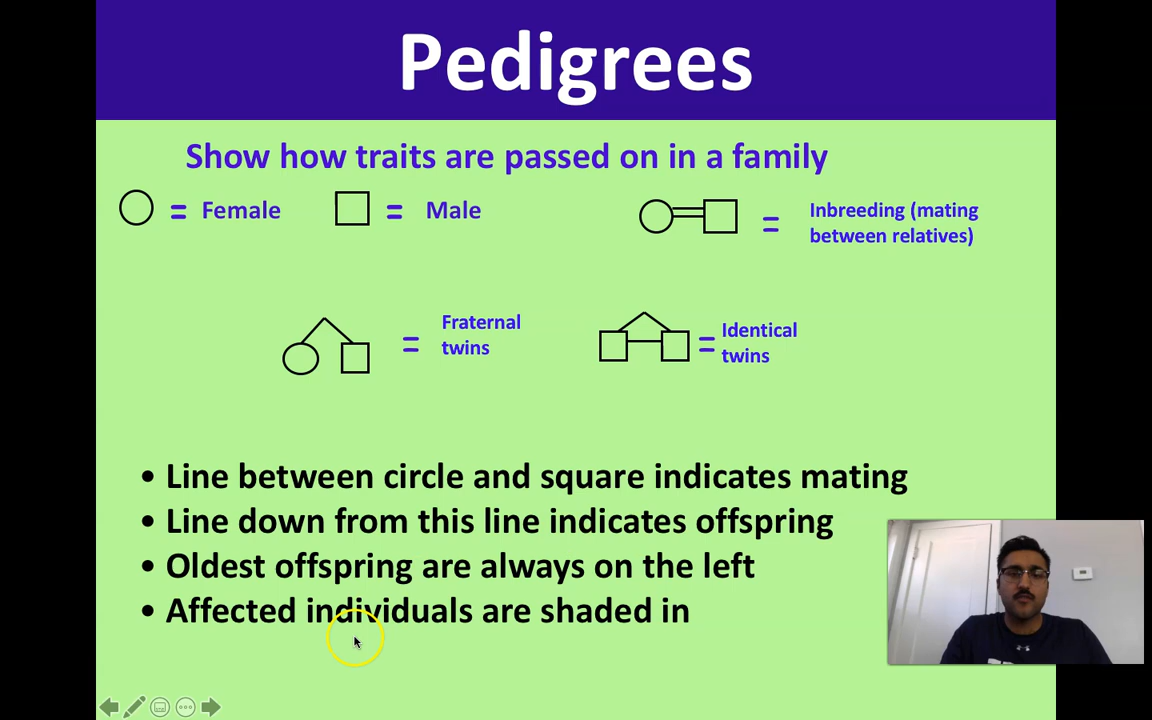 Pedigrees
Show how traits are passed on in a family
= Female = Male
= Inbreeding (mating
between relatives)
= Fraternal
twins
= Identical
twins
• Line between circle and square indicates mating
• Line down from this line indicates offspring
• Oldest offspring are always on the left
• Affected individuals are shaded in